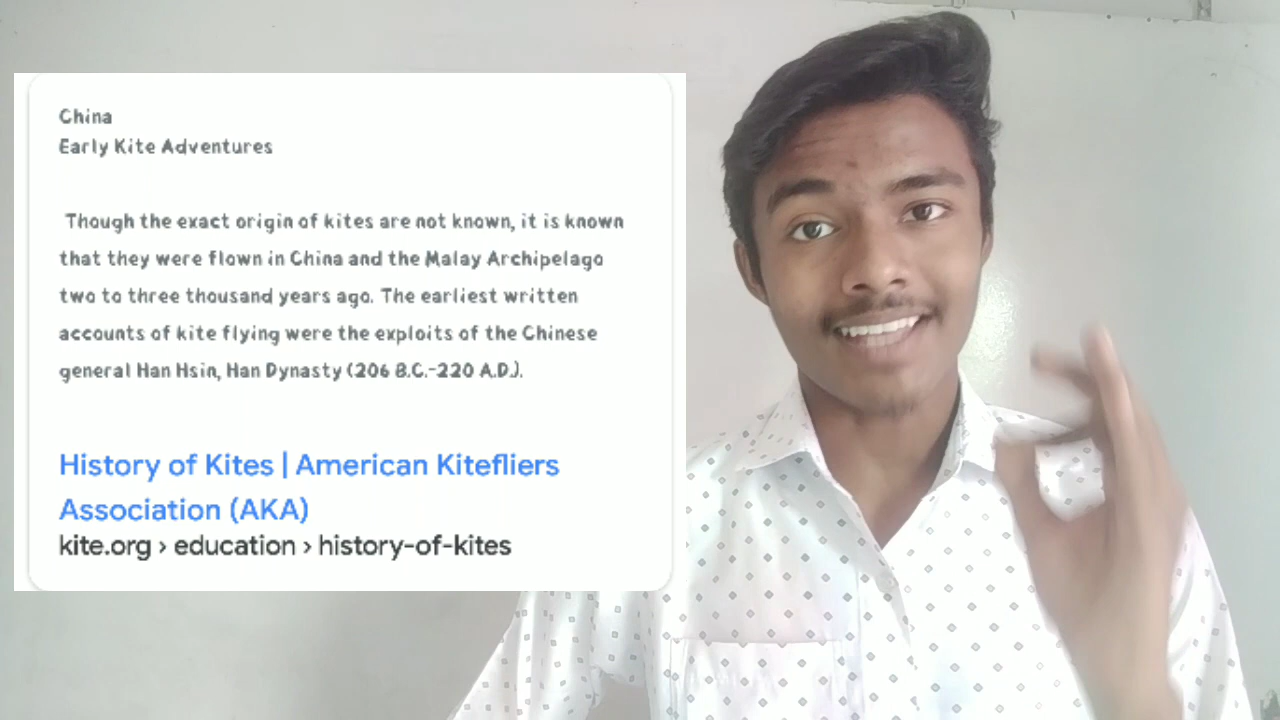 China
Early Kite Adventures
Though the exact origin of kites are not known, it is known
that they were flown in China and the Malay Archipelago
two to three thousand years ago. The earliest written
accounts of kite flying were the exploits of the Chinese
general Han Hsin, Han Dynasty (206 B.C.-220 A.D.).
History of Kites | American Kitefliers
Association (AKA)
kite.org › education › history-of-kites